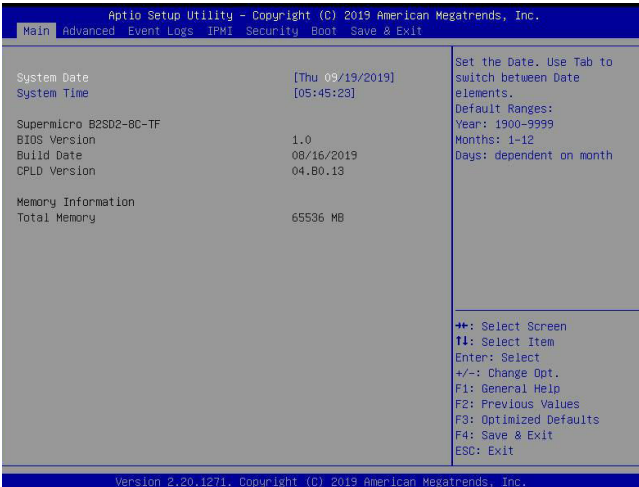 Aptio Setup Utility – Copyright (C) 2019 American Megatrends, Inc.
Main Advanced Event Logs IPMI Security Boot Save & Exit
System Date [Thu 09/19/2019]
System Time [05:45:23]
Supermicro B2SD2-8C-TF
BIOS Version 1.0
Build Date 08/16/2019
CPLD Version 04.B0.13
Memory Information
Total Memory 65536 MB
Set the Date. Use Tab to
switch between Date
elements.
Default Ranges:
Year: 1900-9999
Months: 1-12
Days: dependent on month
→←: Select Screen
↑↓: Select Item
Enter: Select
+/-: Change Opt.
F1: General Help
F2: Previous Values
F3: Optimized Defaults
F4: Save & Exit
ESC: Exit
Version 2.20.1271. Copyright (C) 2019 American Megatrends, Inc.